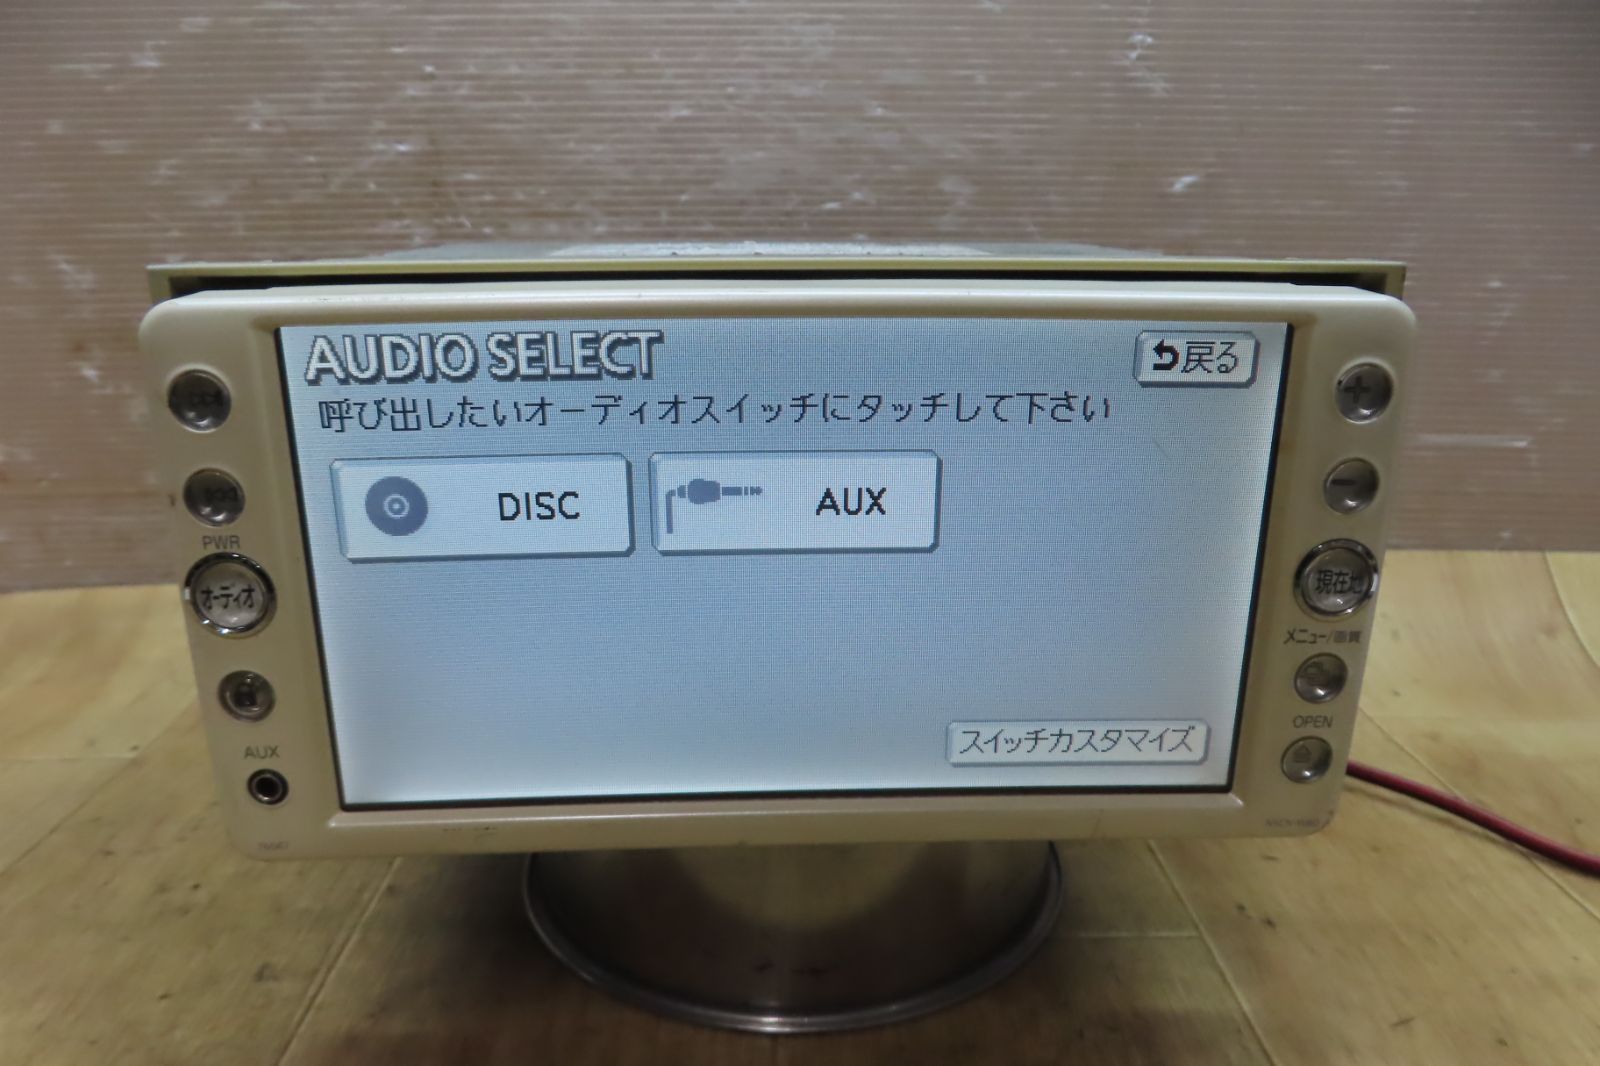 AUDIO SELECT
戻る
呼び出したいオーディオスイッチにタッチして下さい
DISC
AUX
スイッチカスタマイズ
PWR
オーディオ
AUX
現在地
メニュー/画質
OPEN